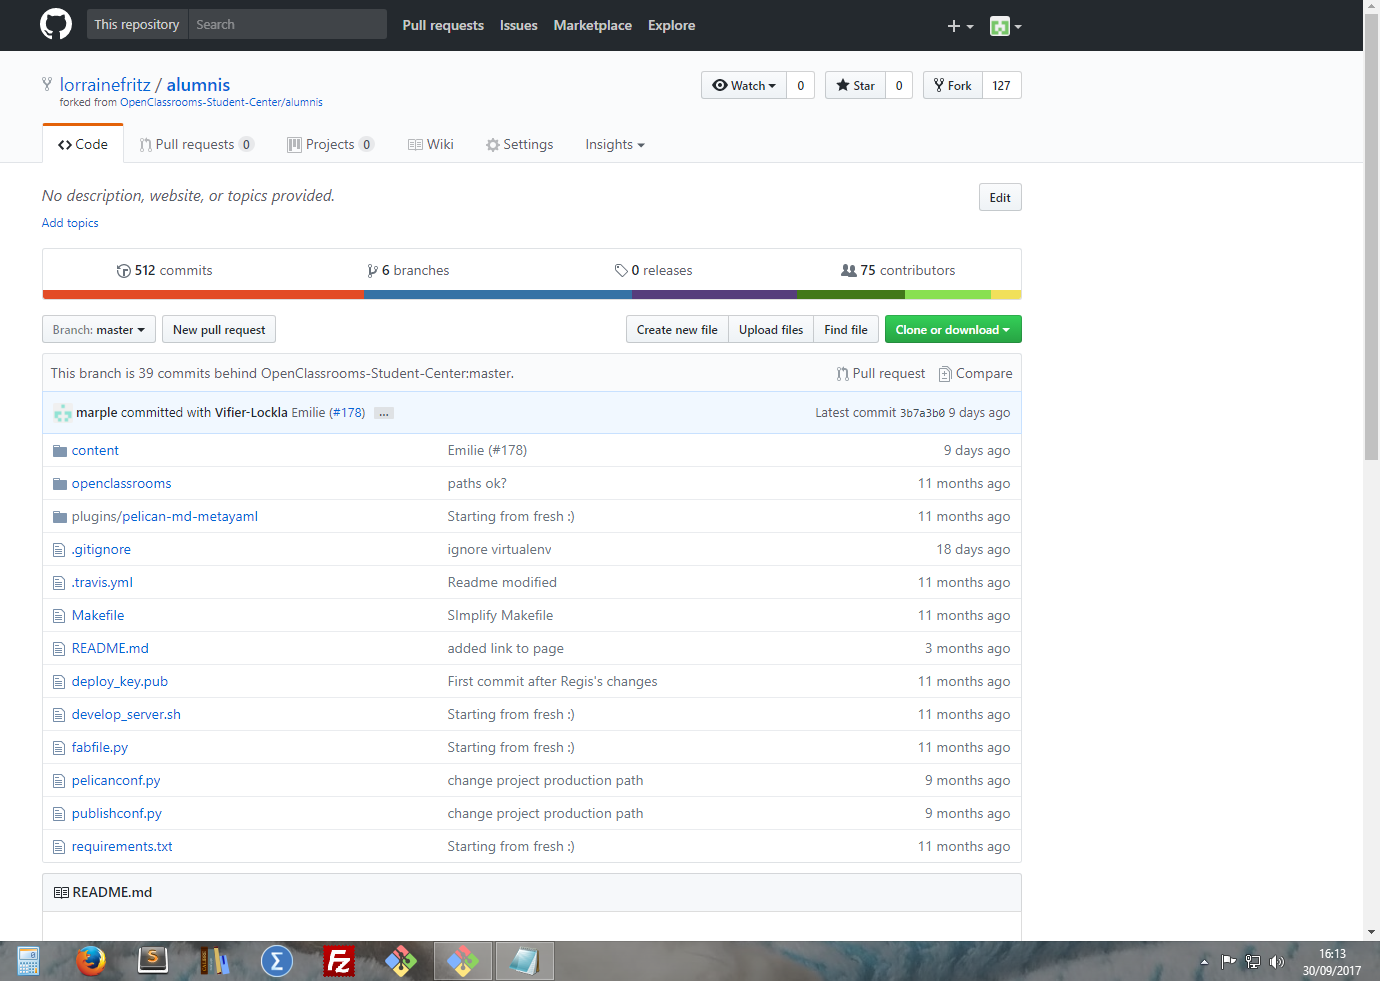 This repository Search Pull requests Issues Marketplace Explore
lorrainefritz / alumnis Watch 0 Star 0 Fork 127
forked from OpenClassrooms-Student-Center/alumnis
Code Pull requests 0 Projects 0 Wiki Settings Insights
No description, website, or topics provided. Edit
Add topics
512 commits 6 branches 0 releases 75 contributors
Branch: master New pull request Create new file Upload files Find file Clone or download
This branch is 39 commits behind OpenClassrooms-Student-Center:master. Pull request Compare
marple committed with Vifier-Lockla Emilie (#178) ... Latest commit 3b7a3b0 9 days ago
content Emilie (#178) 9 days ago
openclassrooms paths ok? 11 months ago
plugins/pelican-md-metayaml Starting from fresh :) 11 months ago
.gitignore ignore virtualenv 18 days ago
.travis.yml Readme modified 11 months ago
Makefile SImplify Makefile 11 months ago
README.md added link to page 3 months ago
deploy_key.pub First commit after Regis's changes 11 months ago
develop_server.sh Starting from fresh :) 11 months ago
fabfile.py Starting from fresh :) 11 months ago
pelicanconf.py change project production path 9 months ago
publishconf.py change project production path 9 months ago
requirements.txt Starting from fresh :) 11 months ago
README.md
S Σ Fz 16:13
30/09/2017